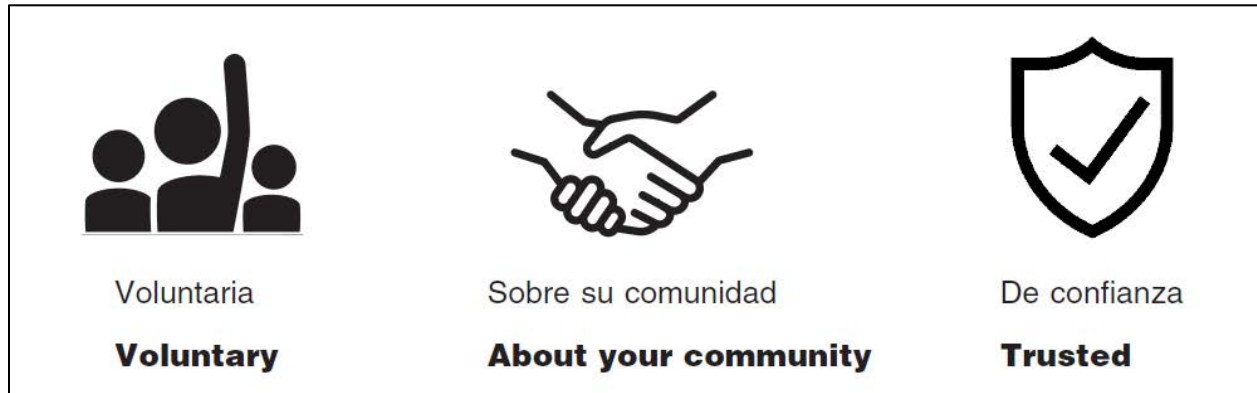 Voluntaria
Voluntary
Sobre su comunidad
About your community
De confianza
Trusted